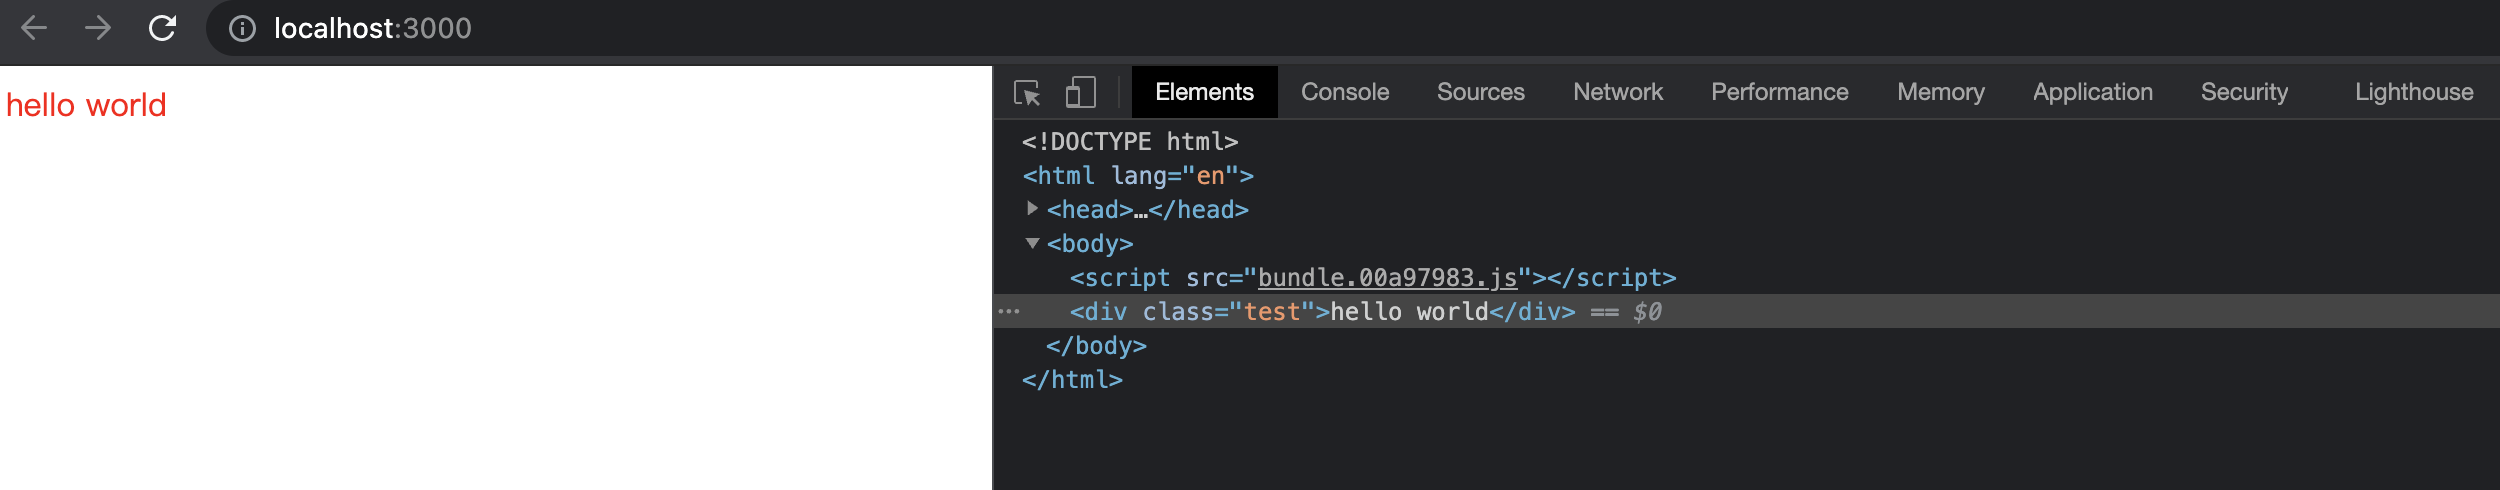 localhost:3000
hello world
Elements Console Sources Network Performance Memory Application Security Lighthouse
<!DOCTYPE html>
<html lang="en">
<head>…</head>
<body>
<script src="bundle.00a97983.js"></script>
<div class="test">hello world</div> == $0
</body>
</html>